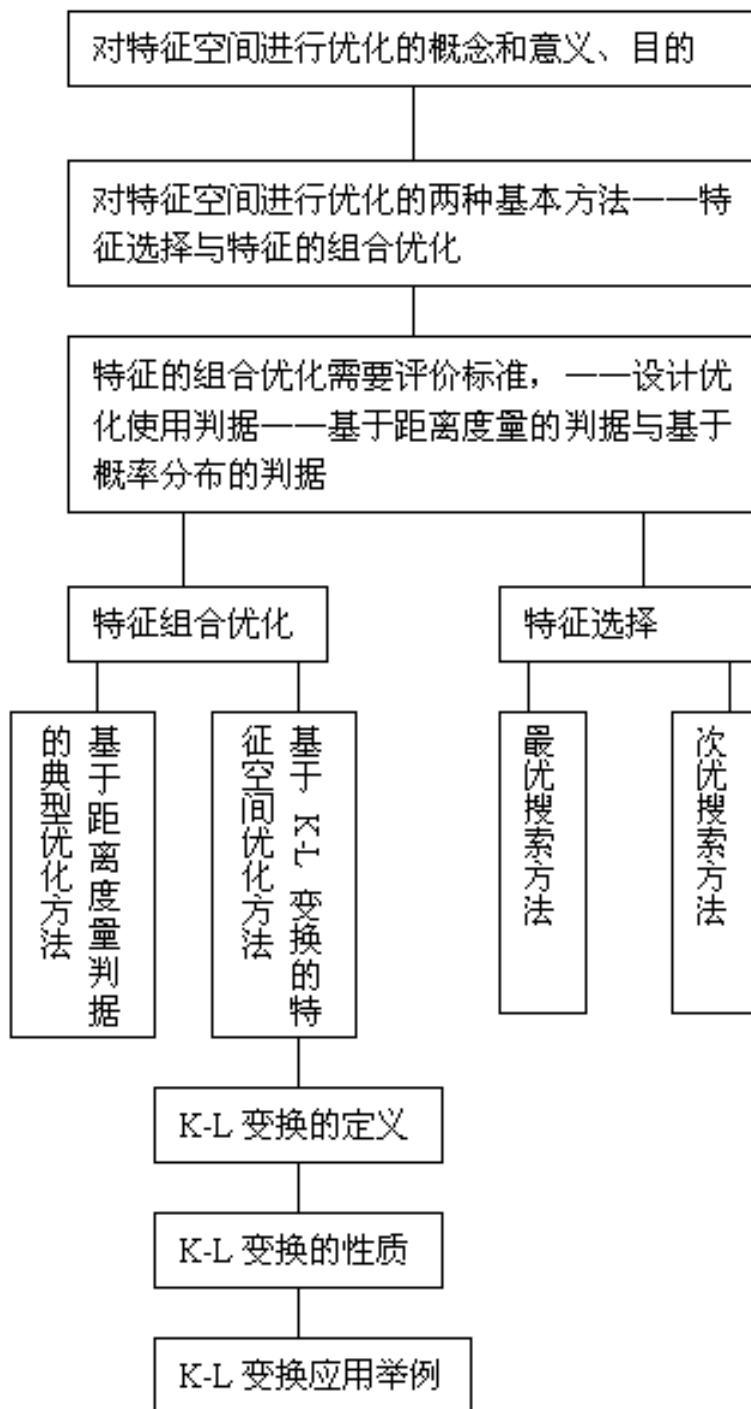 对特征空间进行优化的概念和意义、目的
对特征空间进行优化的两种基本方法——特
征选择与特征的组合优化
特征的组合优化需要评价标准，——设计优
化使用判据——基于距离度量的判据与基于
概率分布的判据
特征组合优化
特征选择
基于距离度量判据
的典型优化方法
基于 K-L 变换的特
征空间优化方法
最优搜索方法
次优搜索方法
K-L 变换的定义
K-L 变换的性质
K-L 变换应用举例